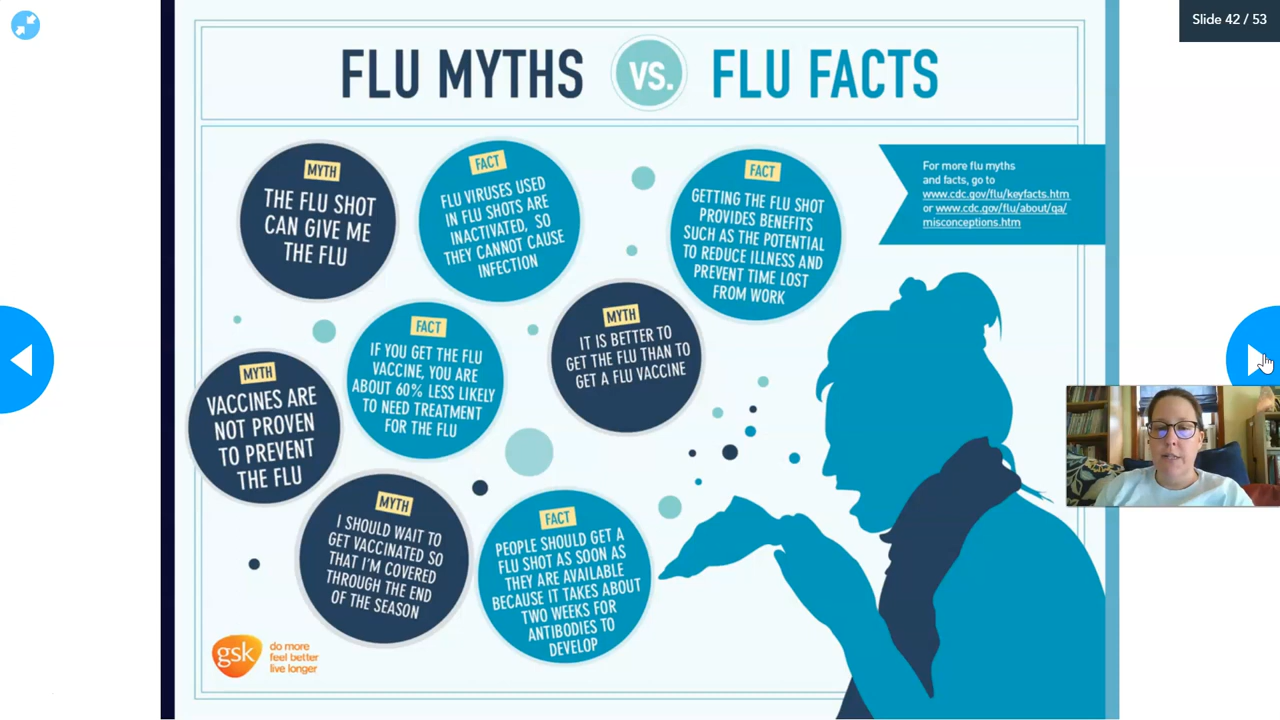 Slide 42 / 53
FLU MYTHS VS. FLU FACTS
MYTH
THE FLU SHOT
CAN GIVE ME
THE FLU
FACT
FLU VIRUSES USED
IN FLU SHOTS ARE
INACTIVATED, SO
THEY CANNOT CAUSE
INFECTION
FACT
GETTING THE FLU SHOT
PROVIDES BENEFITS
SUCH AS THE POTENTIAL
TO REDUCE ILLNESS AND
PREVENT TIME LOST
FROM WORK
For more flu myths
and facts, go to
www.cdc.gov/flu/keyfacts.htm
or www.cdc.gov/flu/about/qa/
misconceptions.htm
MYTH
IT IS BETTER TO
GET THE FLU THAN TO
GET A FLU VACCINE
FACT
IF YOU GET THE FLU
VACCINE, YOU ARE
ABOUT 60% LESS LIKELY
TO NEED TREATMENT
FOR THE FLU
MYTH
VACCINES ARE
NOT PROVEN
TO PREVENT
THE FLU
MYTH
I SHOULD WAIT TO
GET VACCINATED SO
THAT I'M COVERED
THROUGH THE END
OF THE SEASON
FACT
PEOPLE SHOULD GET A
FLU SHOT AS SOON AS
THEY ARE AVAILABLE
BECAUSE IT TAKES ABOUT
TWO WEEKS FOR
ANTIBODIES TO
DEVELOP
gsk
do more
feel better
live longer